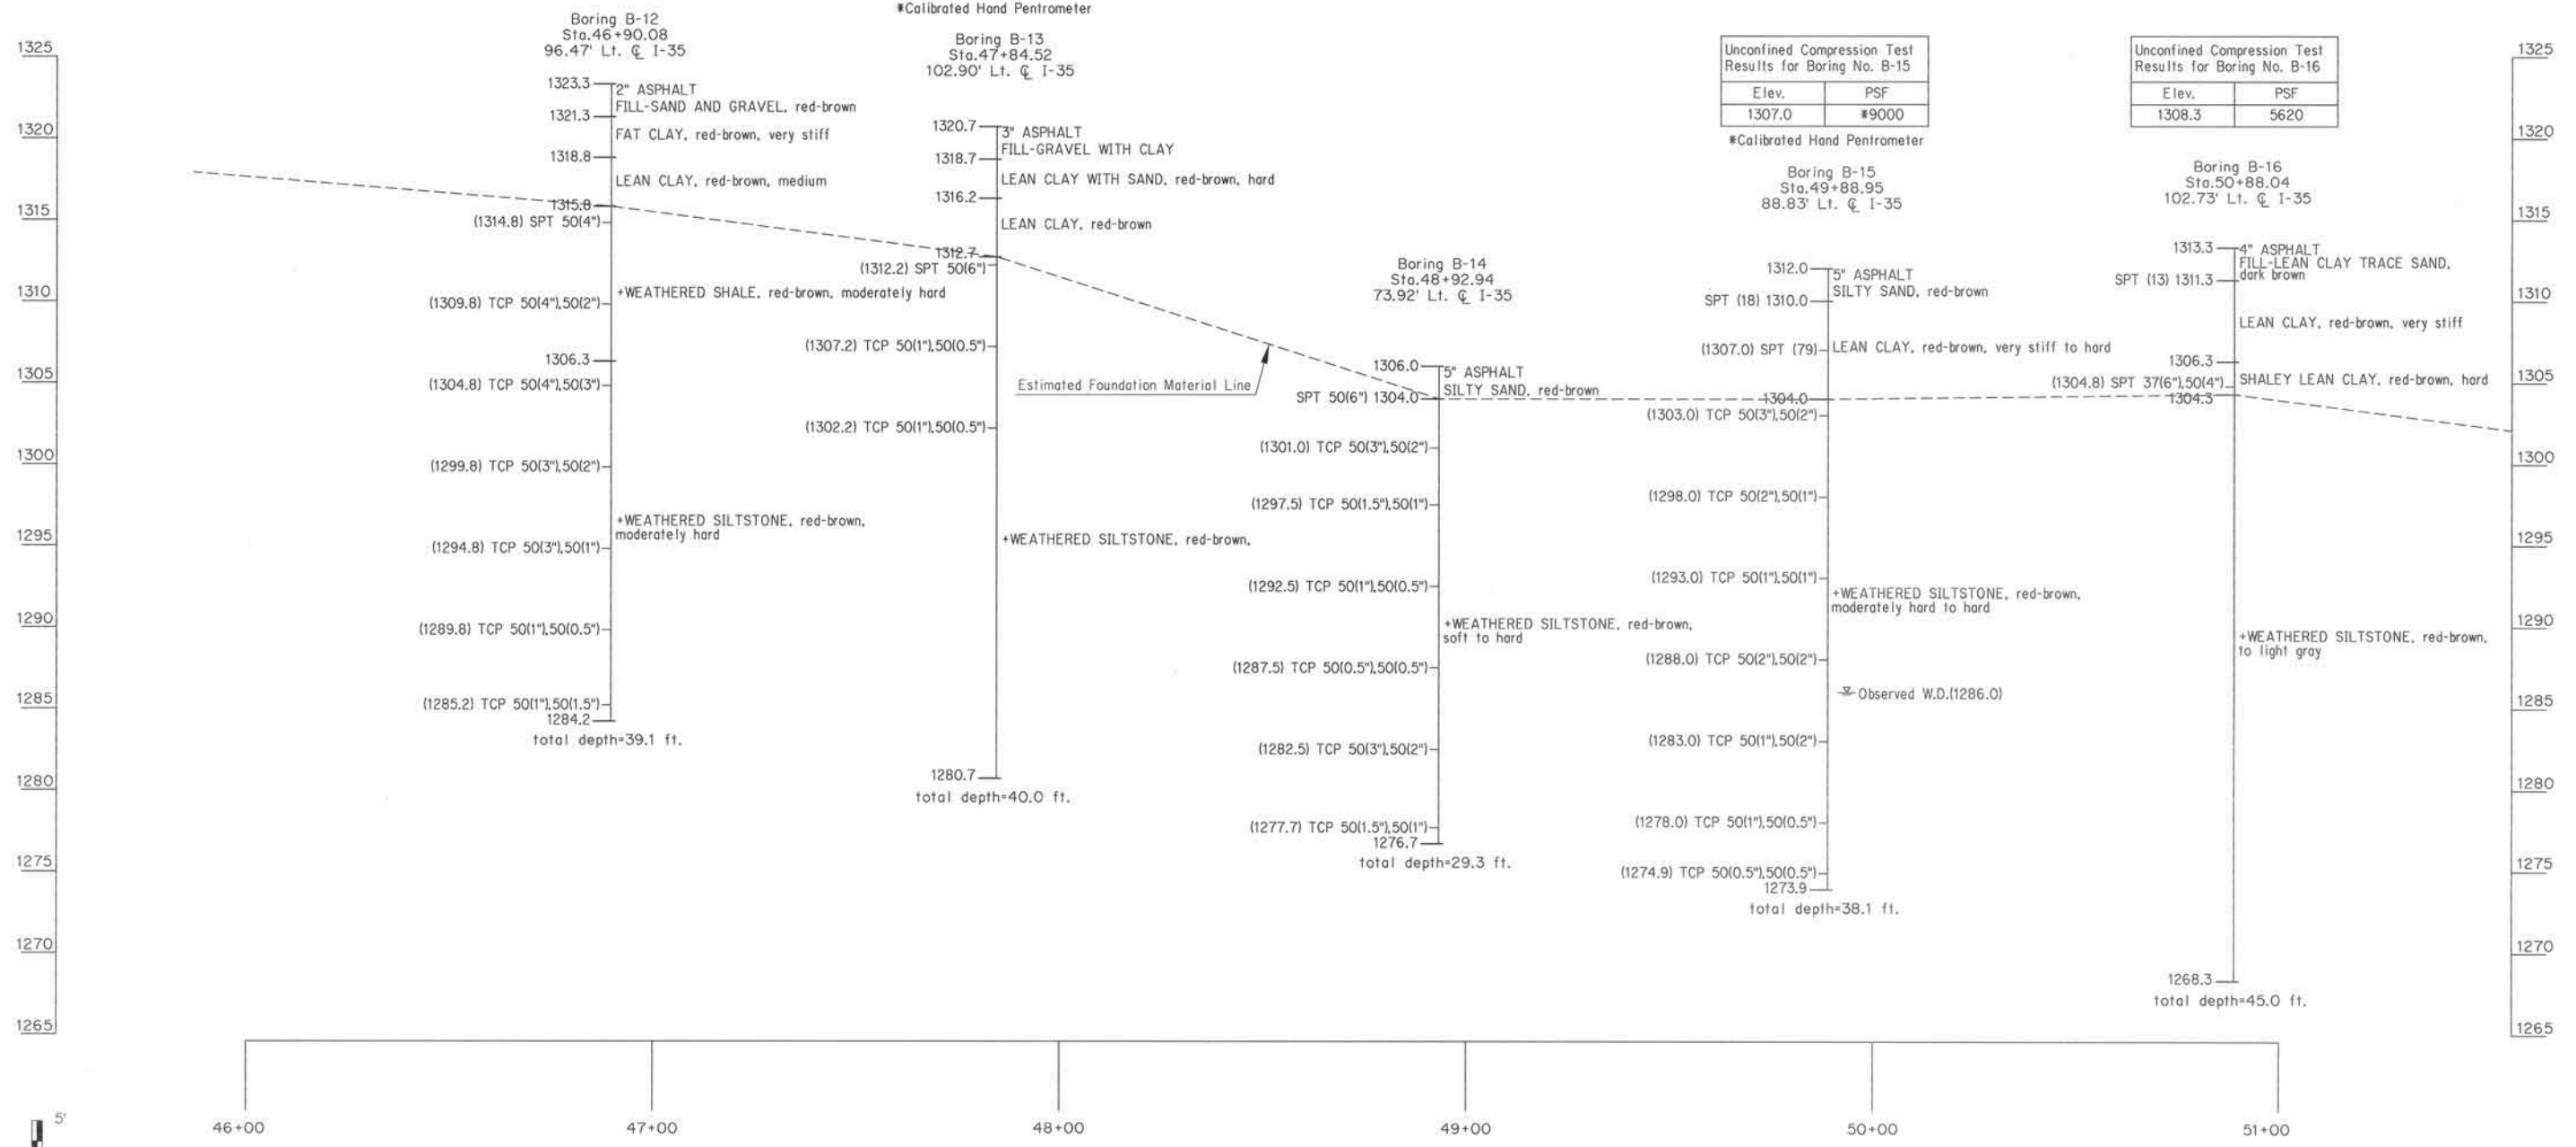 *Calibrated Hand Pentrometer
1325
1320
1315
1310
1305
1300
1295
1290
1285
1280
1275
1270
1265
Boring B-12
Sta.46+90.08
96.47' Lt. ℄ I-35
1323.3
2" ASPHALT
FILL-SAND AND GRAVEL, red-brown
1321.3
FAT CLAY, red-brown, very stiff
1318.8
LEAN CLAY, red-brown, medium
1315.8
(1314.8) SPT 50(4")
+WEATHERED SHALE, red-brown, moderately hard
(1309.8) TCP 50(4"),50(2")
1306.3
(1304.8) TCP 50(4"),50(3")
(1299.8) TCP 50(3"),50(2")
+WEATHERED SILTSTONE, red-brown,
moderately hard
(1294.8) TCP 50(3"),50(1")
(1289.8) TCP 50(1"),50(0.5")
(1285.2) TCP 50(1"),50(1.5")
1284.2
total depth=39.1 ft.
Boring B-13
Sta.47+84.52
102.90' Lt. ℄ I-35
1320.7
3" ASPHALT
FILL-GRAVEL WITH CLAY
1318.7
LEAN CLAY WITH SAND, red-brown, hard
1316.2
LEAN CLAY, red-brown
1312.7
(1312.2) SPT 50(6")
(1307.2) TCP 50(1"),50(0.5")
(1302.2) TCP 50(1"),50(0.5")
+WEATHERED SILTSTONE, red-brown,
1280.7
total depth=40.0 ft.
Estimated Foundation Material Line
Boring B-14
Sta.48+92.94
73.92' Lt. ℄ I-35
1306.0
5" ASPHALT
SILTY SAND, red-brown
SPT 50(6") 1304.0
(1301.0) TCP 50(3"),50(2")
(1297.5) TCP 50(1.5"),50(1")
(1292.5) TCP 50(1"),50(0.5")
+WEATHERED SILTSTONE, red-brown,
soft to hard
(1287.5) TCP 50(0.5"),50(0.5")
(1282.5) TCP 50(3"),50(2")
(1277.7) TCP 50(1.5"),50(1")
1276.7
total depth=29.3 ft.
Unconfined Compression Test
Results for Boring No. B-15
Elev. PSF
1307.0 *9000
*Calibrated Hand Pentrometer
Boring B-15
Sta.49+88.95
88.83' Lt. ℄ I-35
1312.0
5" ASPHALT
SILTY SAND, red-brown
SPT (18) 1310.0
(1307.0) SPT (79)
LEAN CLAY, red-brown, very stiff to hard
1304.0
(1303.0) TCP 50(3"),50(2")
(1298.0) TCP 50(2"),50(1")
(1293.0) TCP 50(1"),50(1")
+WEATHERED SILTSTONE, red-brown,
moderately hard to hard
(1288.0) TCP 50(2"),50(2")
Observed W.D.(1286.0)
(1283.0) TCP 50(1"),50(2")
(1278.0) TCP 50(1"),50(0.5")
(1274.9) TCP 50(0.5"),50(0.5")
1273.9
total depth=38.1 ft.
Unconfined Compression Test
Results for Boring No. B-16
Elev. PSF
1308.3 5620
Boring B-16
Sta.50+88.04
102.73' Lt. ℄ I-35
1313.3
4" ASPHALT
FILL-LEAN CLAY TRACE SAND,
dark brown
SPT (13) 1311.3
LEAN CLAY, red-brown, very stiff
1306.3
(1304.8) SPT 37(6"),50(4")
SHALEY LEAN CLAY, red-brown, hard
1304.3
+WEATHERED SILTSTONE, red-brown,
to light gray
1268.3
total depth=45.0 ft.
1325
1320
1315
1310
1305
1300
1295
1290
1285
1280
1275
1270
1265
5'
46+00
47+00
48+00
49+00
50+00
51+00